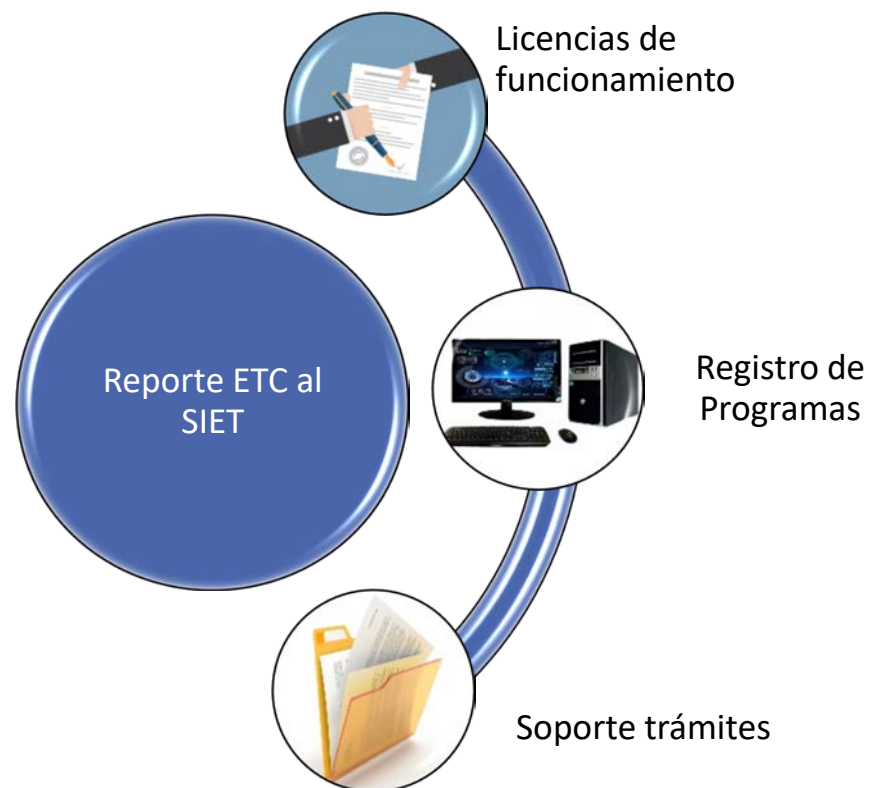 Licencias de
funcionamiento
Reporte ETC al
SIET
Registro de
Programas
Soporte trámites